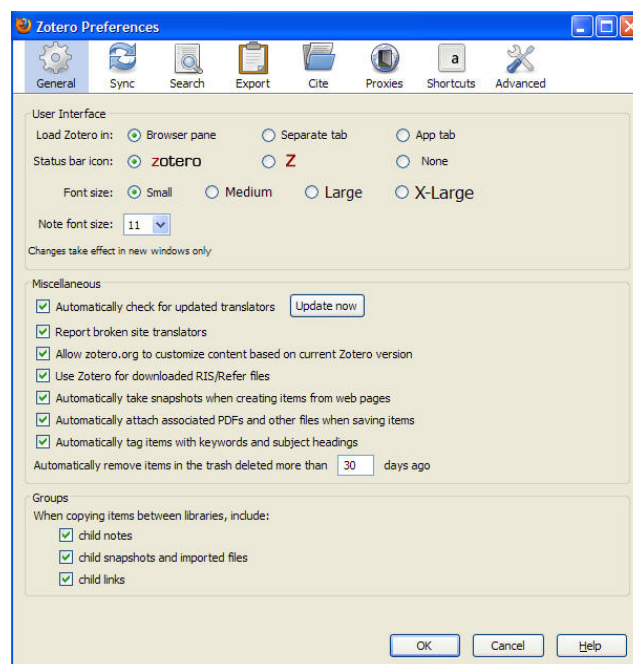 Zotero Preferences
General Sync Search Export Cite Proxies a Shortcuts Advanced
User Interface
Load Zotero in: Browser pane Separate tab App tab
Status bar icon: zotero Z None
Font size: Small Medium Large X-Large
Note font size: 11
Changes take effect in new windows only
Miscellaneous
Automatically check for updated translators Update now
Report broken site translators
Allow zotero.org to customize content based on current Zotero version
Use Zotero for downloaded RIS/Refer files
Automatically take snapshots when creating items from web pages
Automatically attach associated PDFs and other files when saving items
Automatically tag items with keywords and subject headings
Automatically remove items in the trash deleted more than 30 days ago
Groups
When copying items between libraries, include:
child notes
child snapshots and imported files
child links
OK Cancel Help